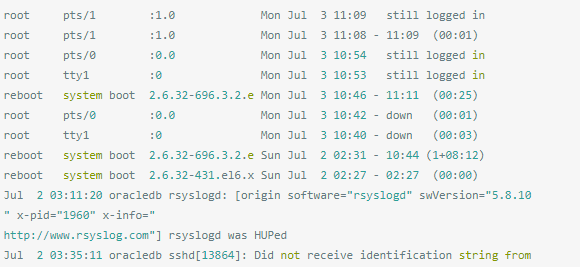 root     pts/1        :1.0             Mon Jul  3 11:09   still logged in
root     pts/1        :1.0             Mon Jul  3 11:08 - 11:09  (00:01)
root     pts/0        :0.0             Mon Jul  3 10:54   still logged in
root     tty1         :0               Mon Jul  3 10:53   still logged in
reboot   system boot  2.6.32-696.3.2.e Mon Jul  3 10:46 - 11:11  (00:25)
root     pts/0        :0.0             Mon Jul  3 10:42 - down   (00:01)
root     tty1         :0               Mon Jul  3 10:40 - down   (00:03)
reboot   system boot  2.6.32-696.3.2.e Sun Jul  2 02:31 - 10:44 (1+08:12)
reboot   system boot  2.6.32-431.el6.x Sun Jul  2 02:27 - 02:27  (00:00)
Jul  2 03:11:20 oracledb rsyslogd: [origin software="rsyslogd" swVersion="5.8.10
" x-pid="1960" x-info="
http://www.rsyslog.com"] rsyslogd was HUPed
Jul  2 03:35:11 oracledb sshd[13864]: Did not receive identification string from